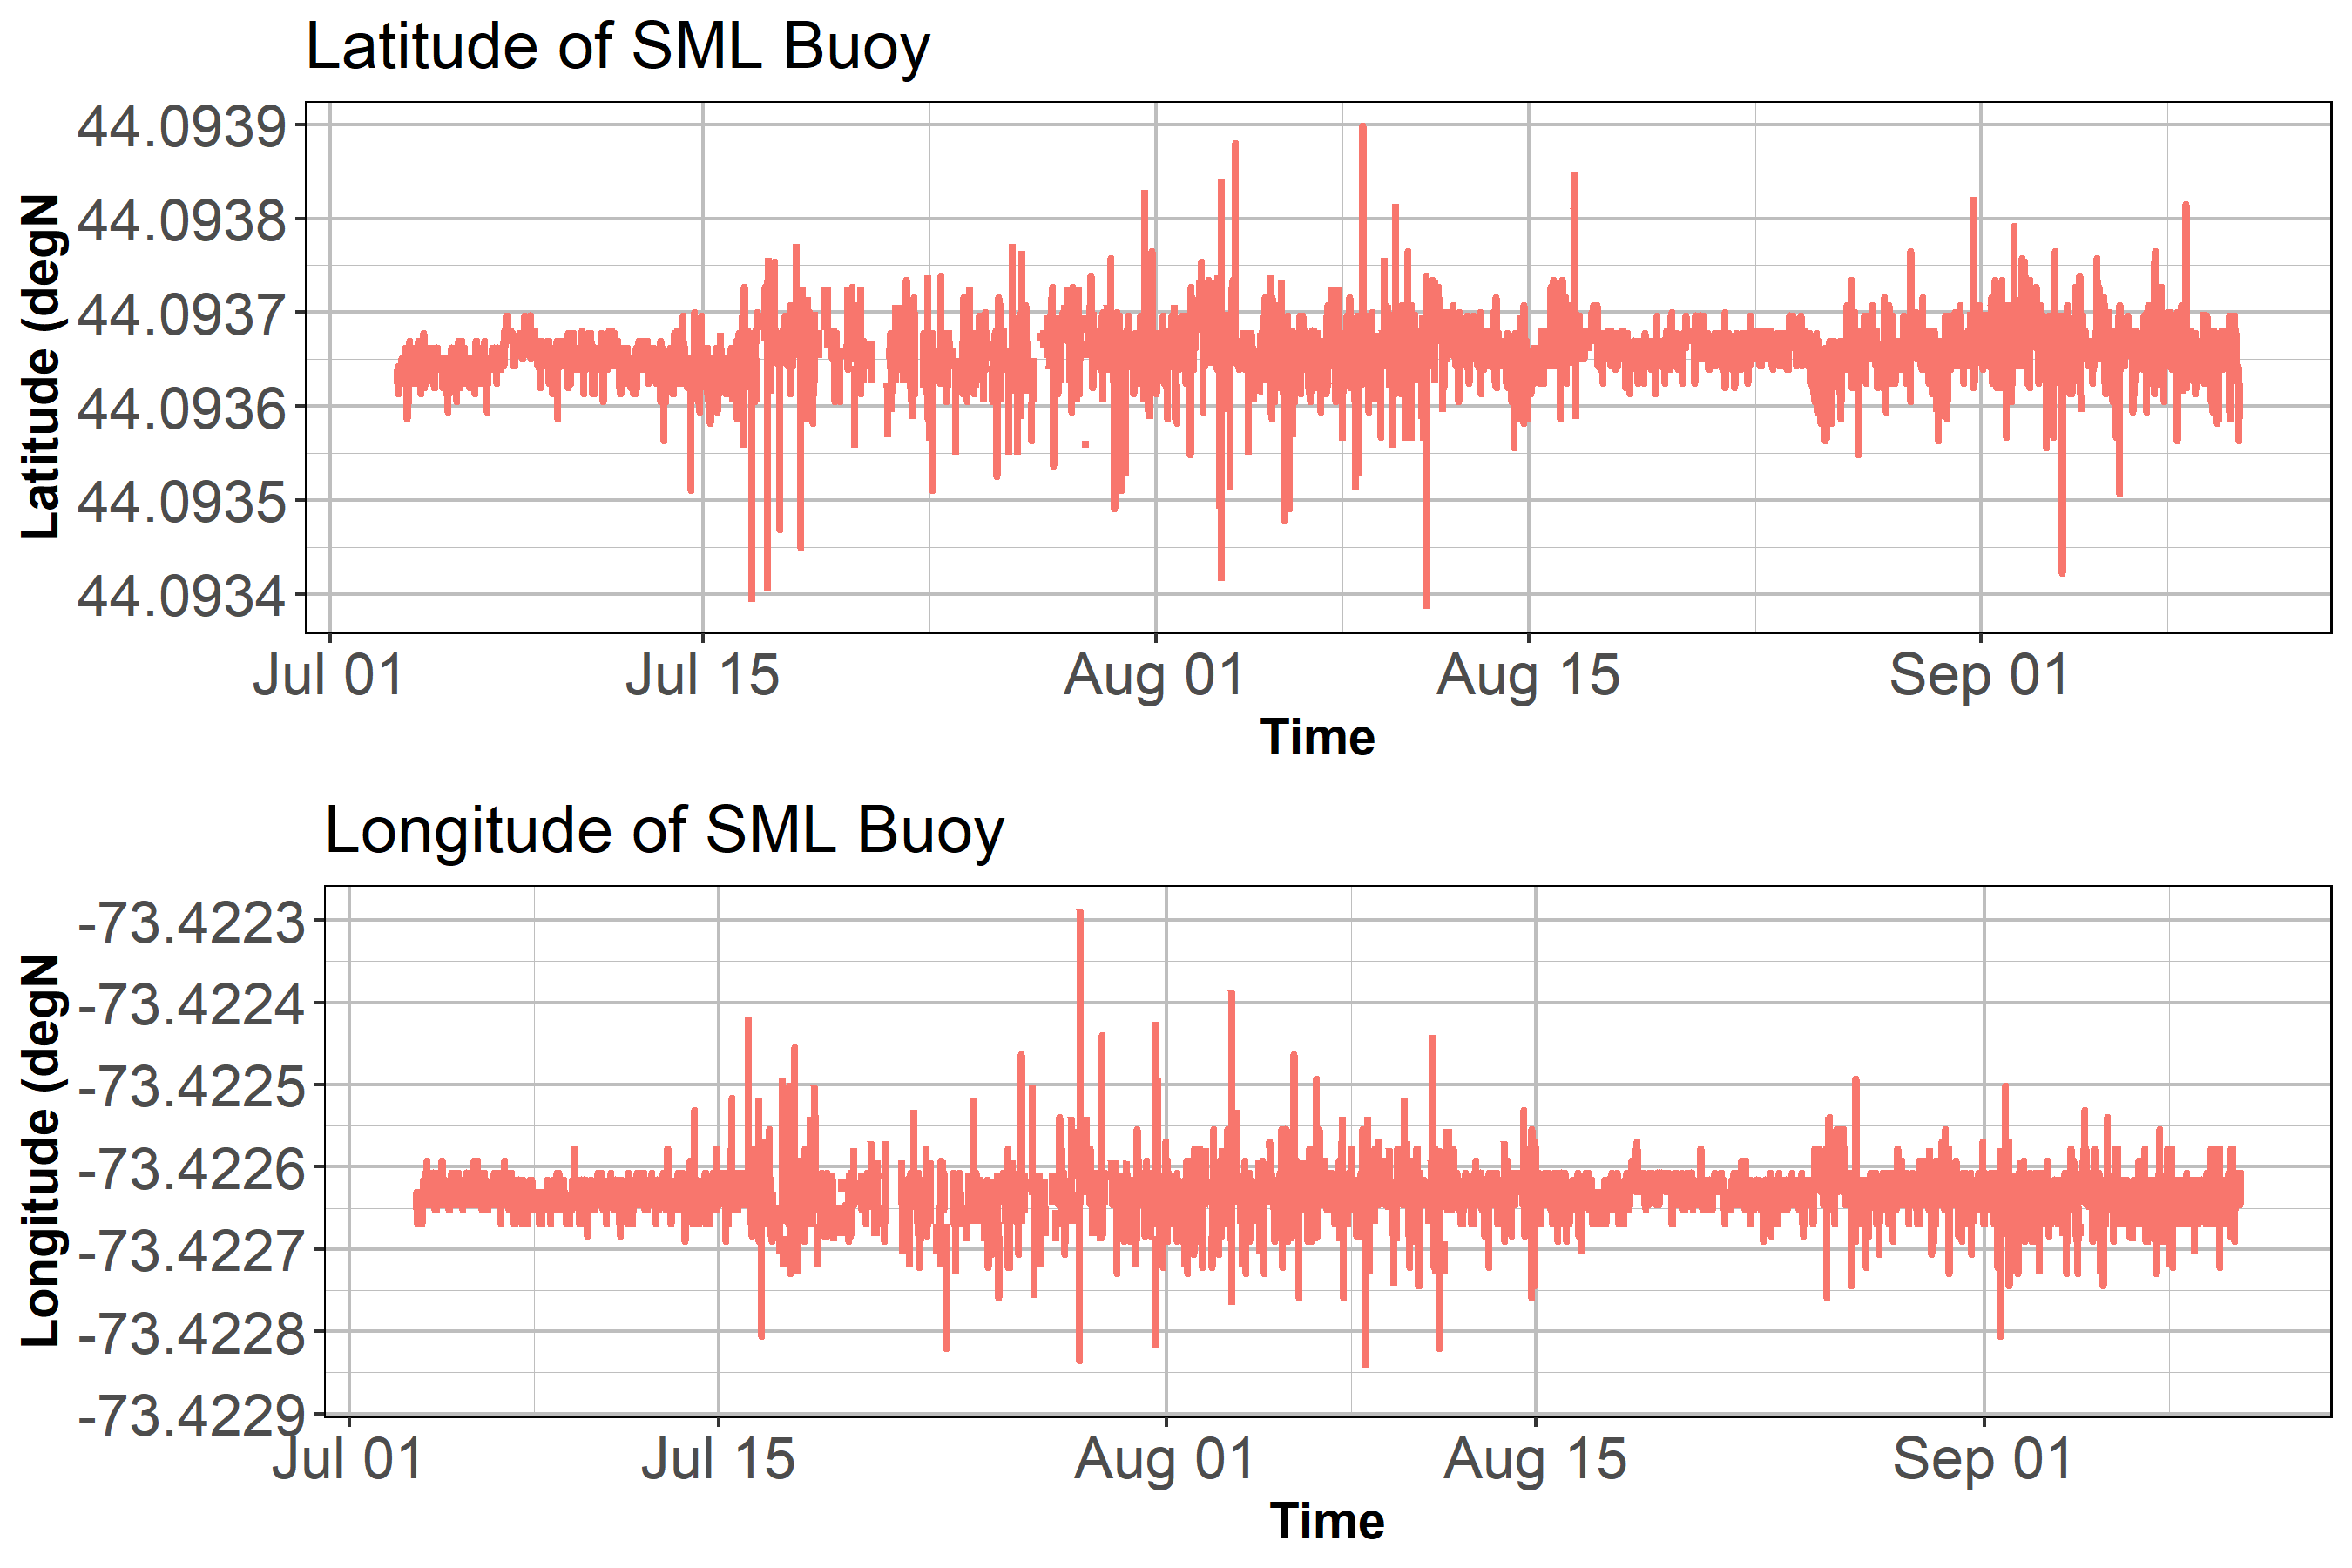 Latitude of SML Buoy
44.0939
44.0938
44.0937
44.0936
44.0935
44.0934
Latitude (degN
Jul 01 Jul 15 Aug 01 Aug 15 Sep 01
Time
Longitude of SML Buoy
-73.4223
-73.4224
-73.4225
-73.4226
-73.4227
-73.4228
-73.4229
Longitude (degN
Jul 01 Jul 15 Aug 01 Aug 15 Sep 01
Time